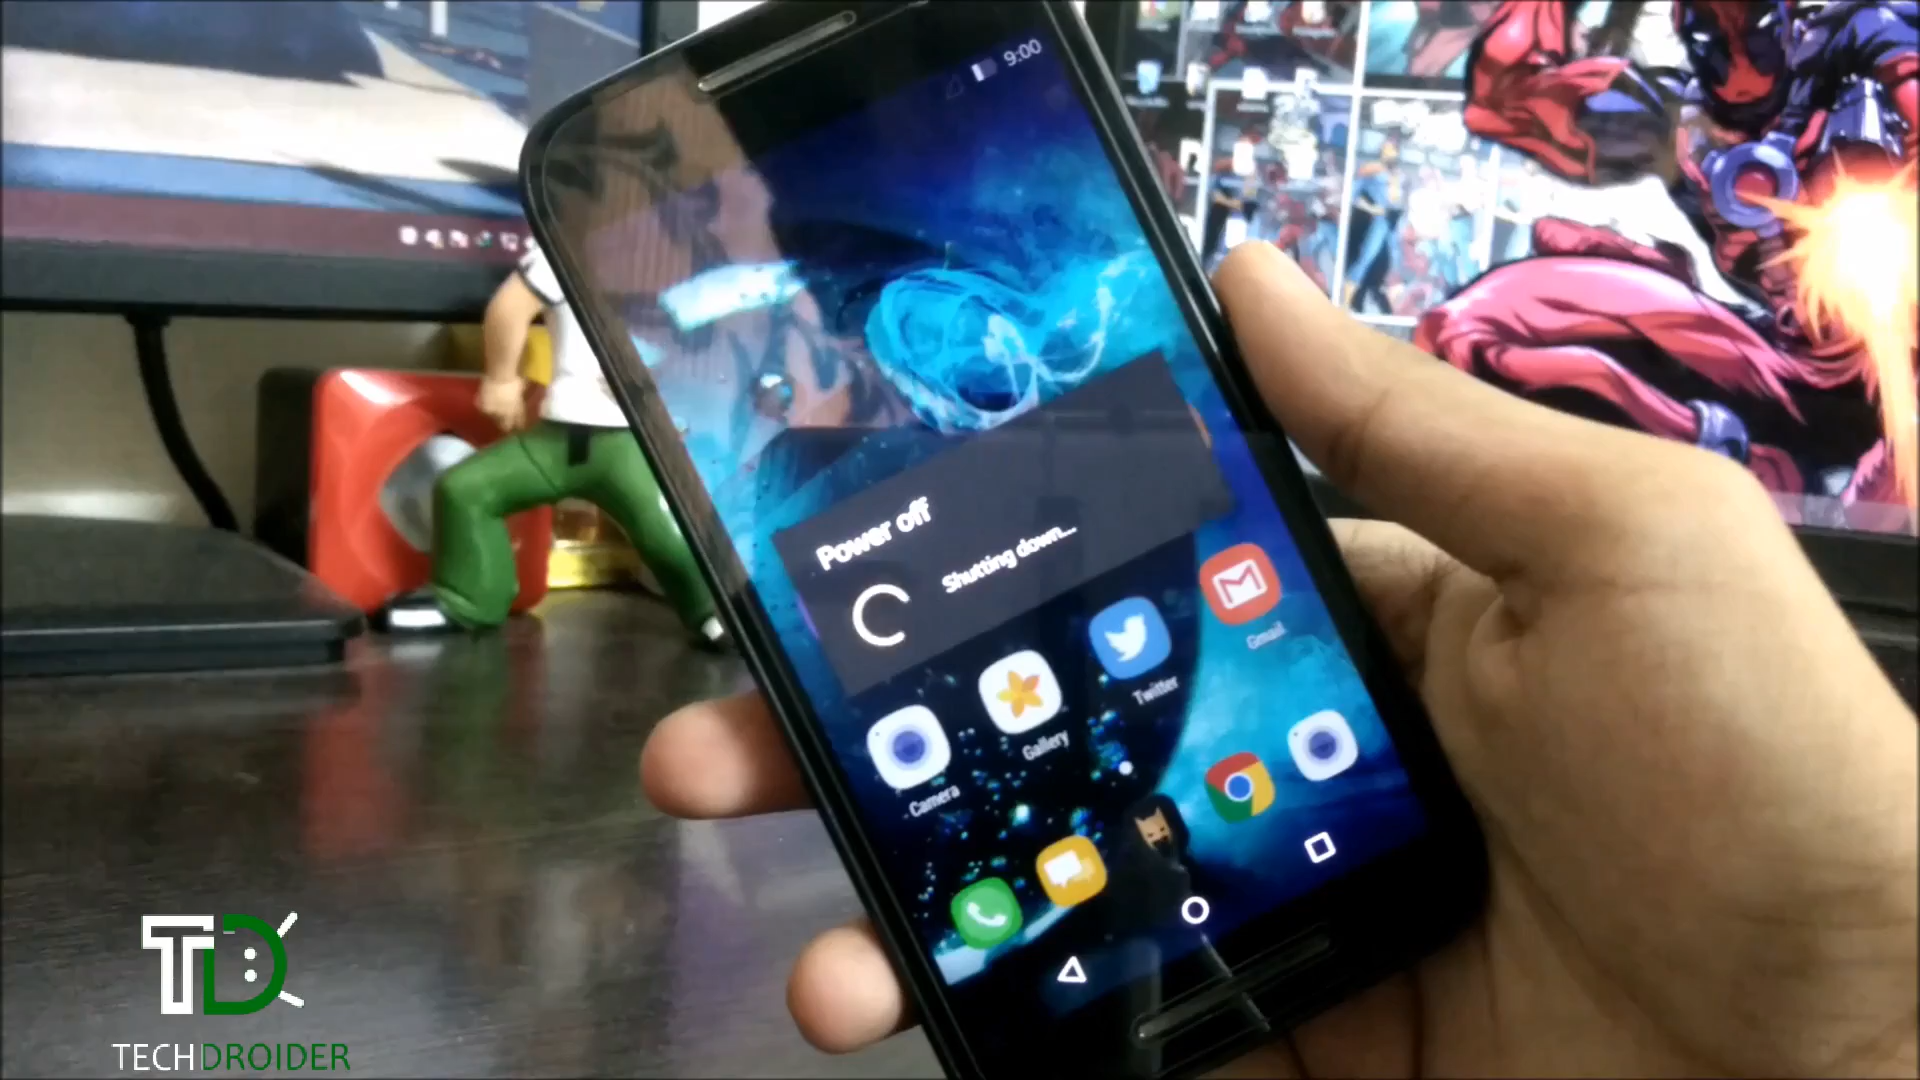 9:00
Power off
Shutting down...
Gmail
Twitter
Gallery
Camera
TD
TECHDROIDER